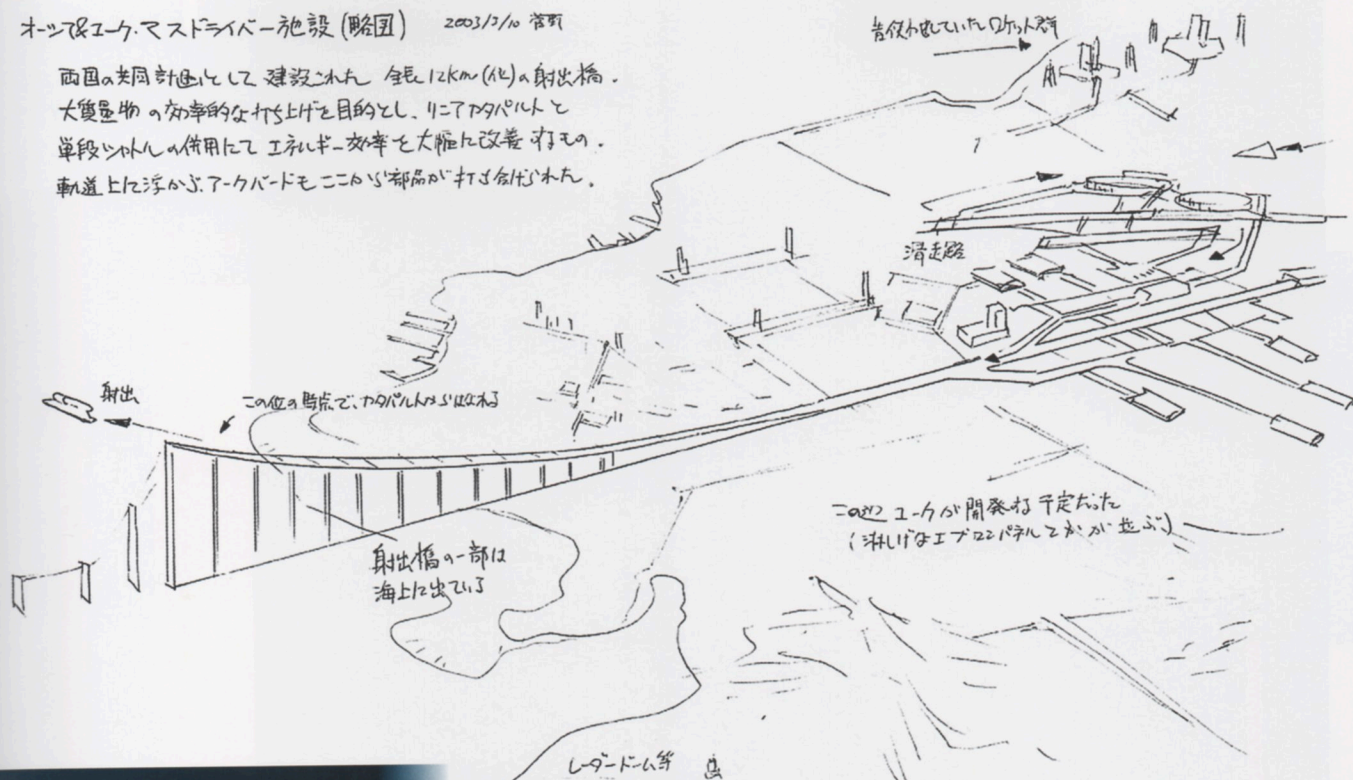 オーシア&ユーク・マスドライバー施設(略図) 2003/2/10 菅野
両国の共同計画として建設された 全長12km(位)の射出橋.
大質量物の効率的な打ち上げを目的とし、リニアカタパルトと
単段シャトルの併用にて エネルギー効率を大幅に改善するもの.
軌道上に浮かぶ、アークバードもここから部品が打ち上げられた.
昔使われていたロケット群
滑走路
射出
この位の時点で、カタパルトからはなれる
射出橋の一部は
海上に出ている
この辺 ユークが開発する予定だった
(淋しげなエプロンパネルとかが並ぶ)
レーダードーム等